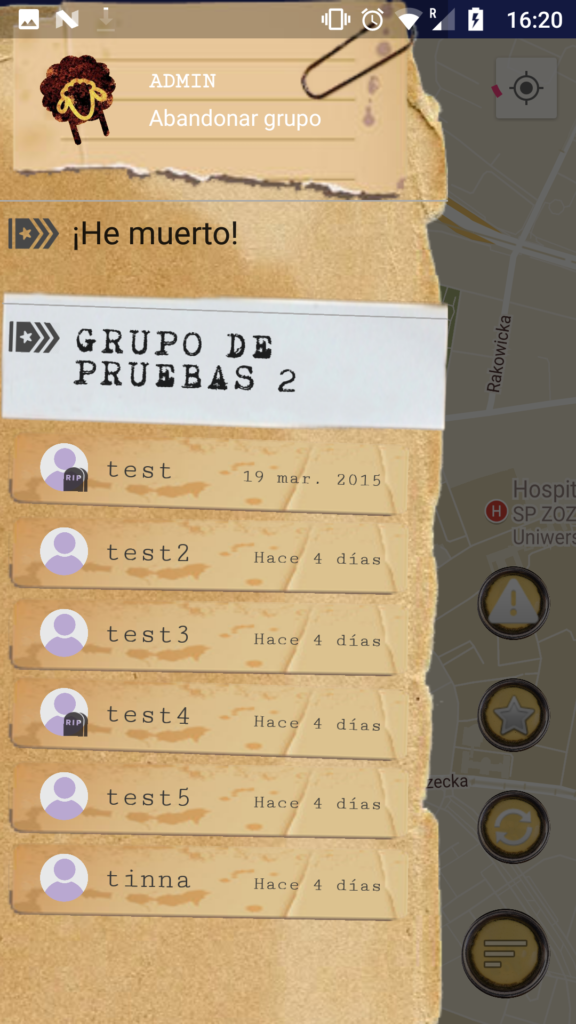 R
16:20
ADMIN
Abandonar grupo
¡He muerto!
GRUPO DE
PRUEBAS 2
RIP
test
19 mar. 2015
test2
Hace 4 días
test3
Hace 4 días
RIP
test4
Hace 4 días
test5
Hace 4 días
tinna
Hace 4 días
Rakowicka
H
Hospit
SP ZOZ
Uniwers
zecka